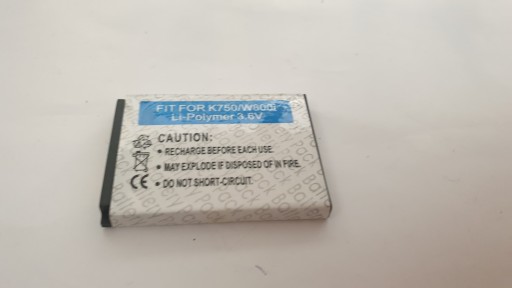 FIT FOR K750/W800i
Li-Polymer 3.6V
CAUTION:
• RECHARGE BEFORE EACH USE.
• MAY EXPLODE IF DISPOSED OF IN FIRE.
• DO NOT SHORT-CIRCUIT.
CE